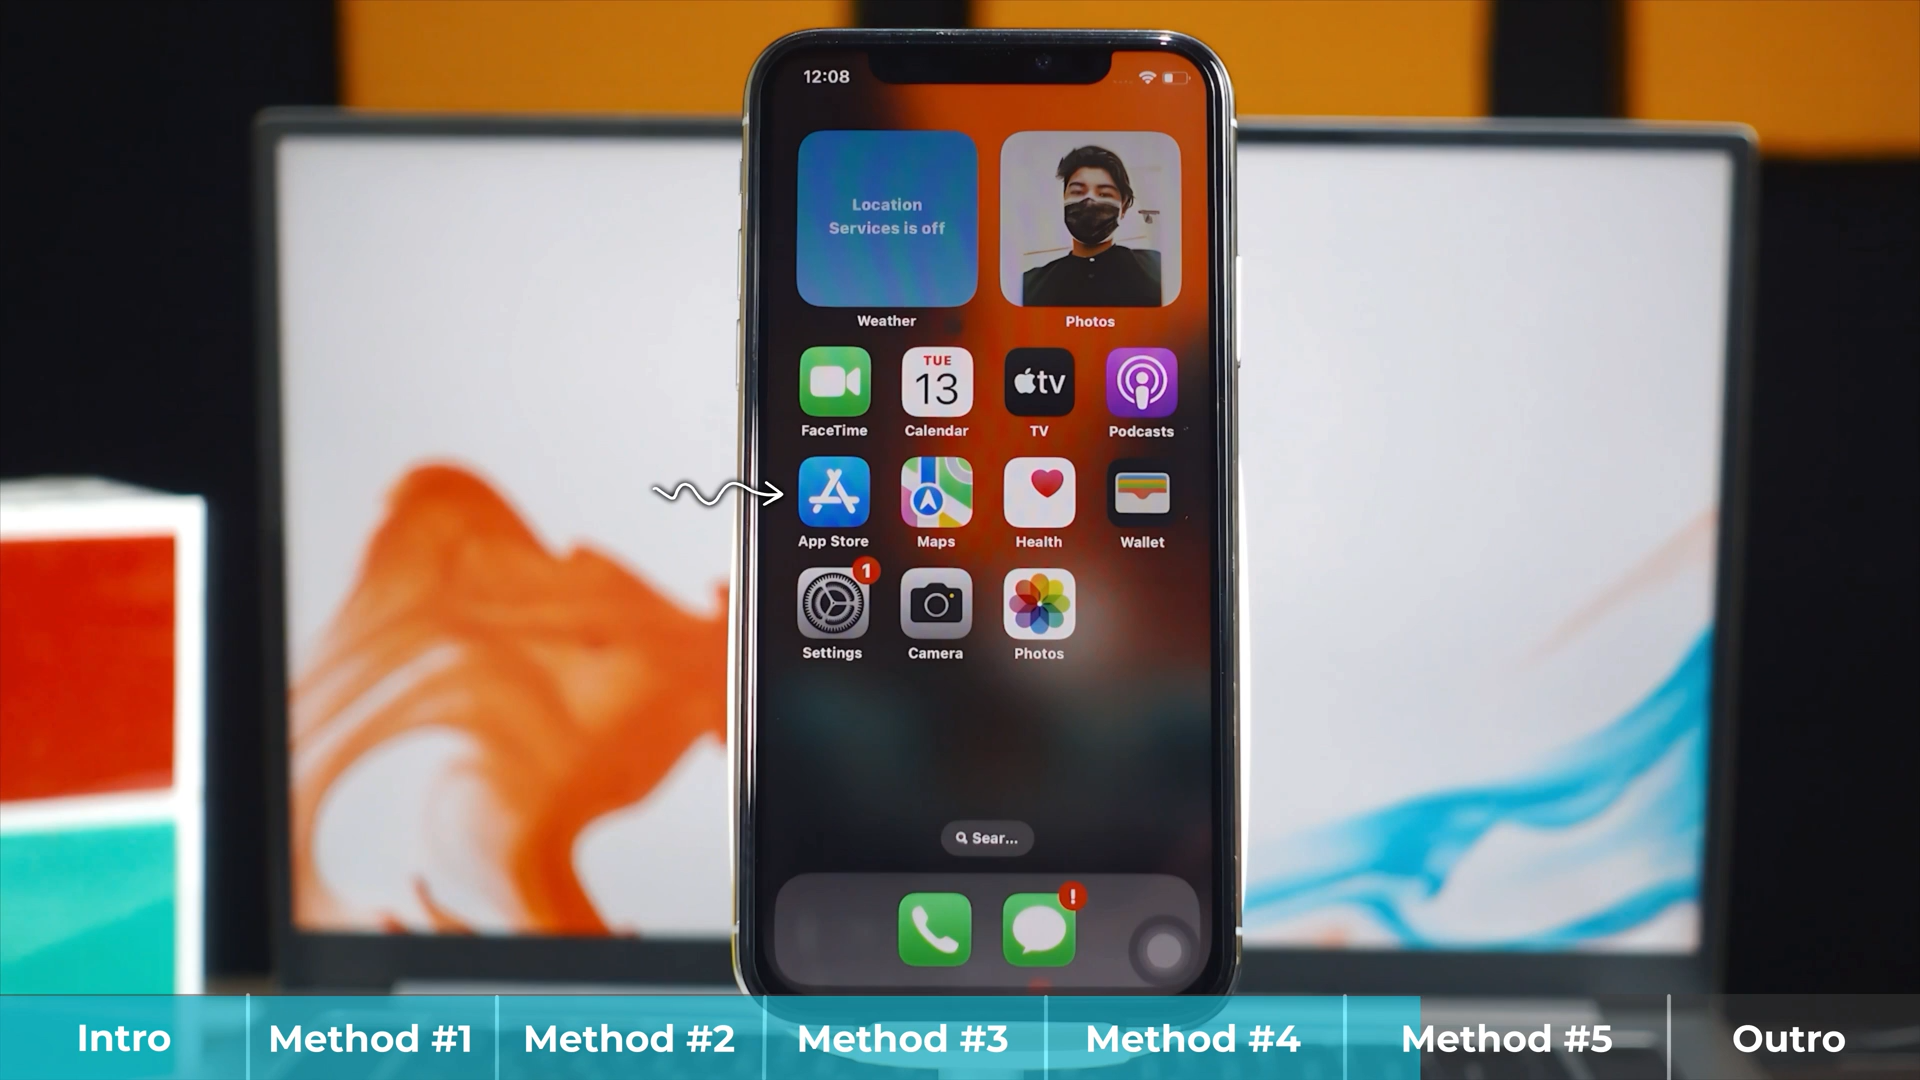 12:08
Location
Services is off
Weather
Photos
TUE
13
tv
FaceTime
Calendar
TV
Podcasts
App Store
Maps
Health
Wallet
1
Settings
Camera
Photos
Sear...
!
Intro
Method #1
Method #2
Method #3
Method #4
Method #5
Outro